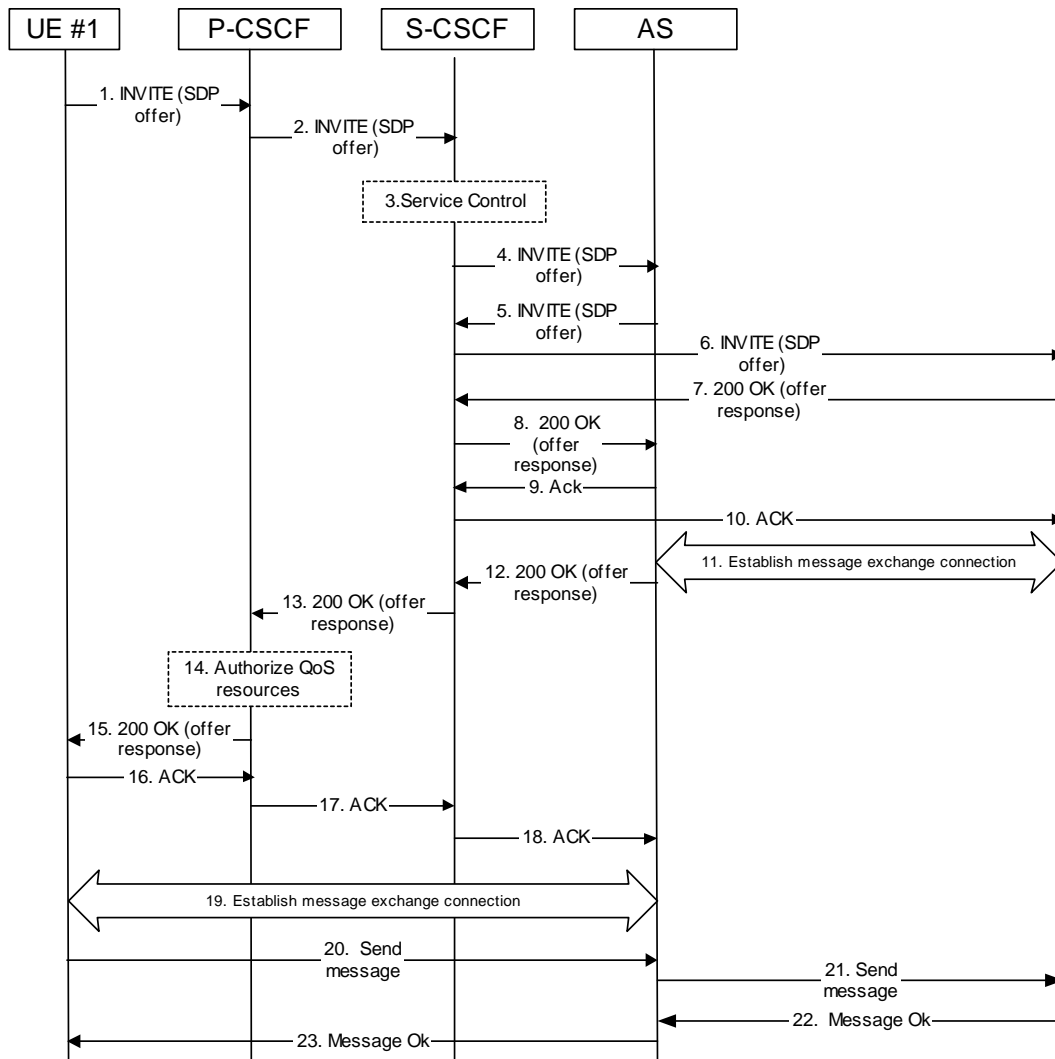 UE #1
P-CSCF
S-CSCF
AS
1. INVITE (SDP
offer)
2. INVITE (SDP
offer)
3.Service Control
4. INVITE (SDP
offer)
5. INVITE (SDP
offer)
6. INVITE (SDP
offer)
7. 200 OK (offer
response)
8. 200 OK
(offer
response)
9. Ack
10. ACK
11. Establish message exchange connection
12. 200 OK (offer
response)
13. 200 OK (offer
response)
14. Authorize QoS
resources
15. 200 OK (offer
response)
16. ACK
17. ACK
18. ACK
19. Establish message exchange connection
20. Send
message
21. Send
message
22. Message Ok
23. Message Ok